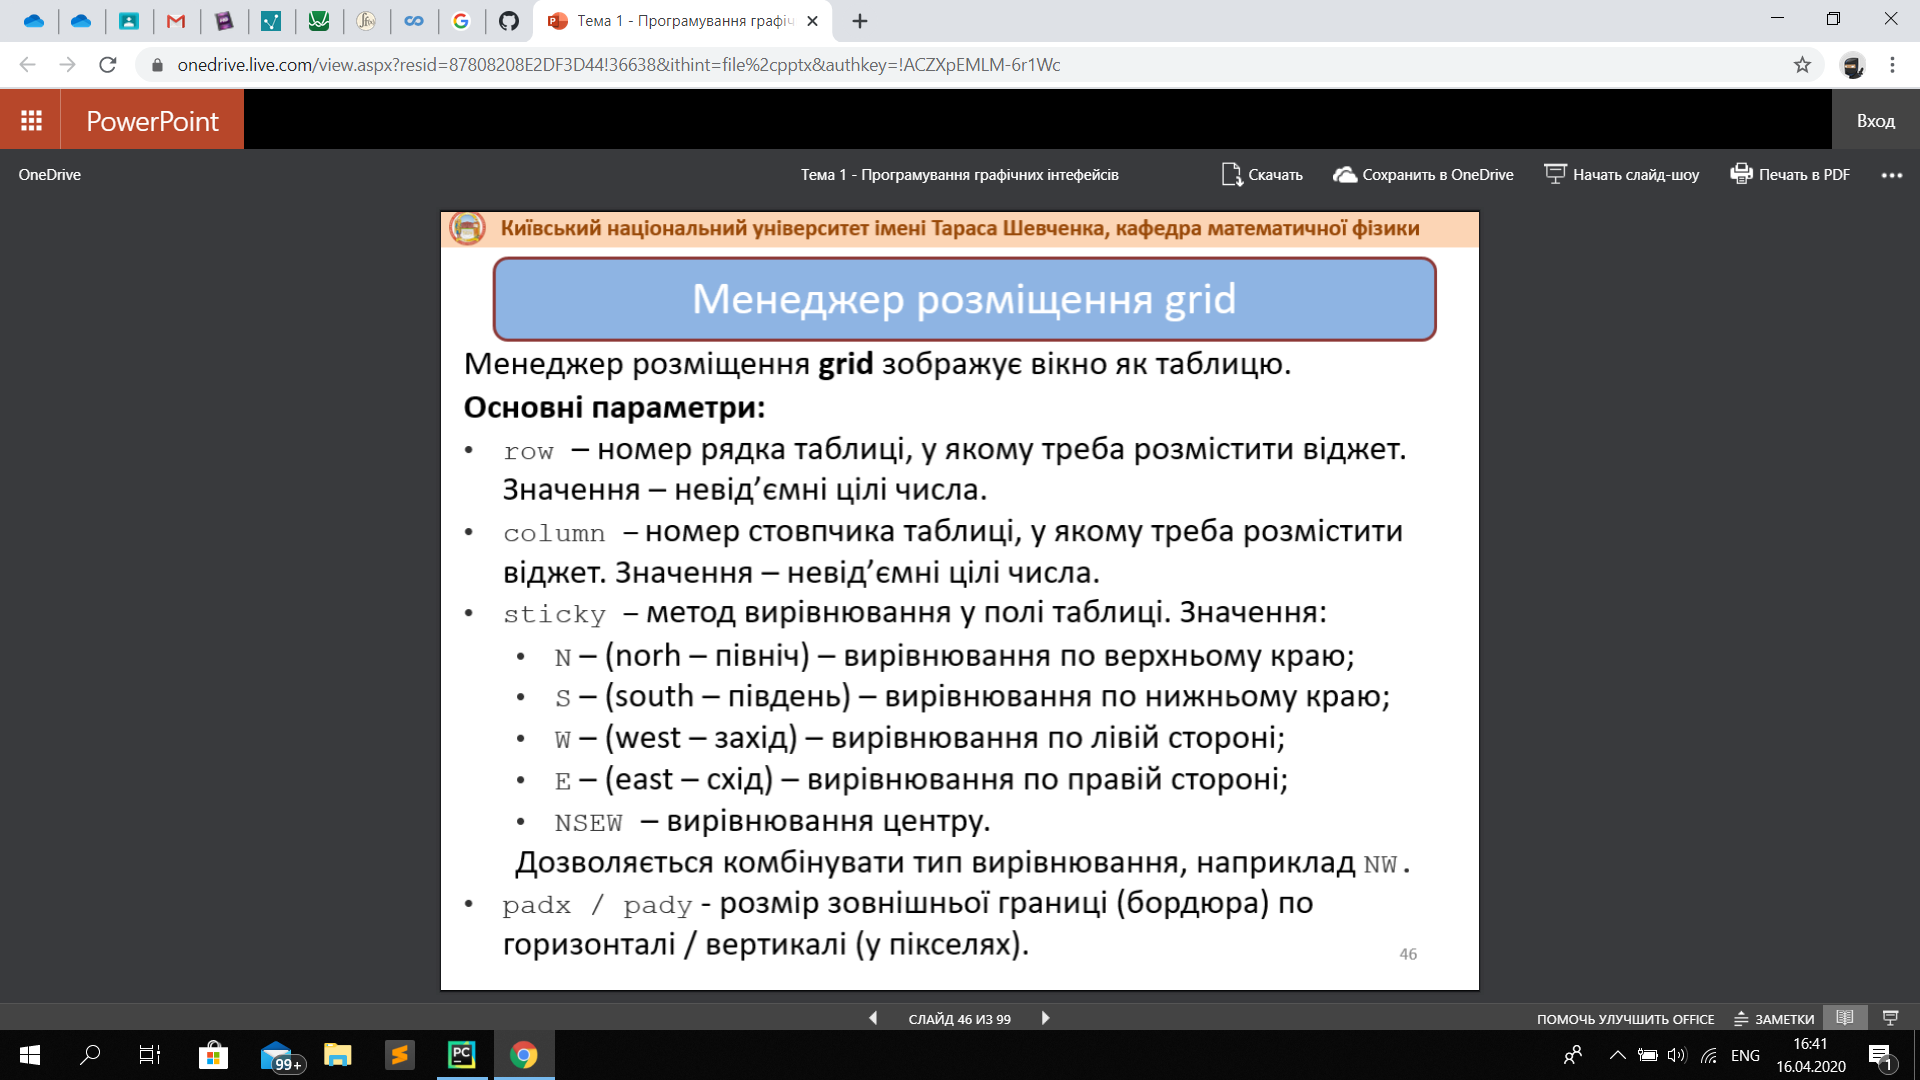 Тема 1 - Програмування графіч
onedrive.live.com/view.aspx?resid=87808208E2DF3D44!36638&ithint=file%2cpptx&authkey=!ACZXpEMLM-6r1Wc
PowerPoint
Вход
OneDrive
Тема 1 - Програмування графічних інтефейсів
Скачать
Сохранить в OneDrive
Начать слайд-шоу
Печать в PDF
Київський національний університет імені Тараса Шевченка, кафедра математичної фізики
Менеджер розміщення grid
Менеджер розміщення grid зображує вікно як таблицю.
Основні параметри:
• row – номер рядка таблиці, у якому треба розмістити віджет.
Значення – невід’ємні цілі числа.
• column – номер стовпчика таблиці, у якому треба розмістити
віджет. Значення – невід’ємні цілі числа.
• sticky – метод вирівнювання у полі таблиці. Значення:
• N – (norh – північ) – вирівнювання по верхньому краю;
• S – (south – південь) – вирівнювання по нижньому краю;
• W – (west – захід) – вирівнювання по лівій стороні;
• E – (east – схід) – вирівнювання по правій стороні;
• NSEW – вирівнювання центру.
Дозволяється комбінувати тип вирівнювання, наприклад NW.
• padx / pady - розмір зовнішньої границі (бордюра) по
горизонталі / вертикалі (у пікселях).
46
СЛАЙД 46 ИЗ 99
ПОМОЧЬ УЛУЧШИТЬ OFFICE
ЗАМЕТКИ
99+
PC
ENG
16:41
16.04.2020
1